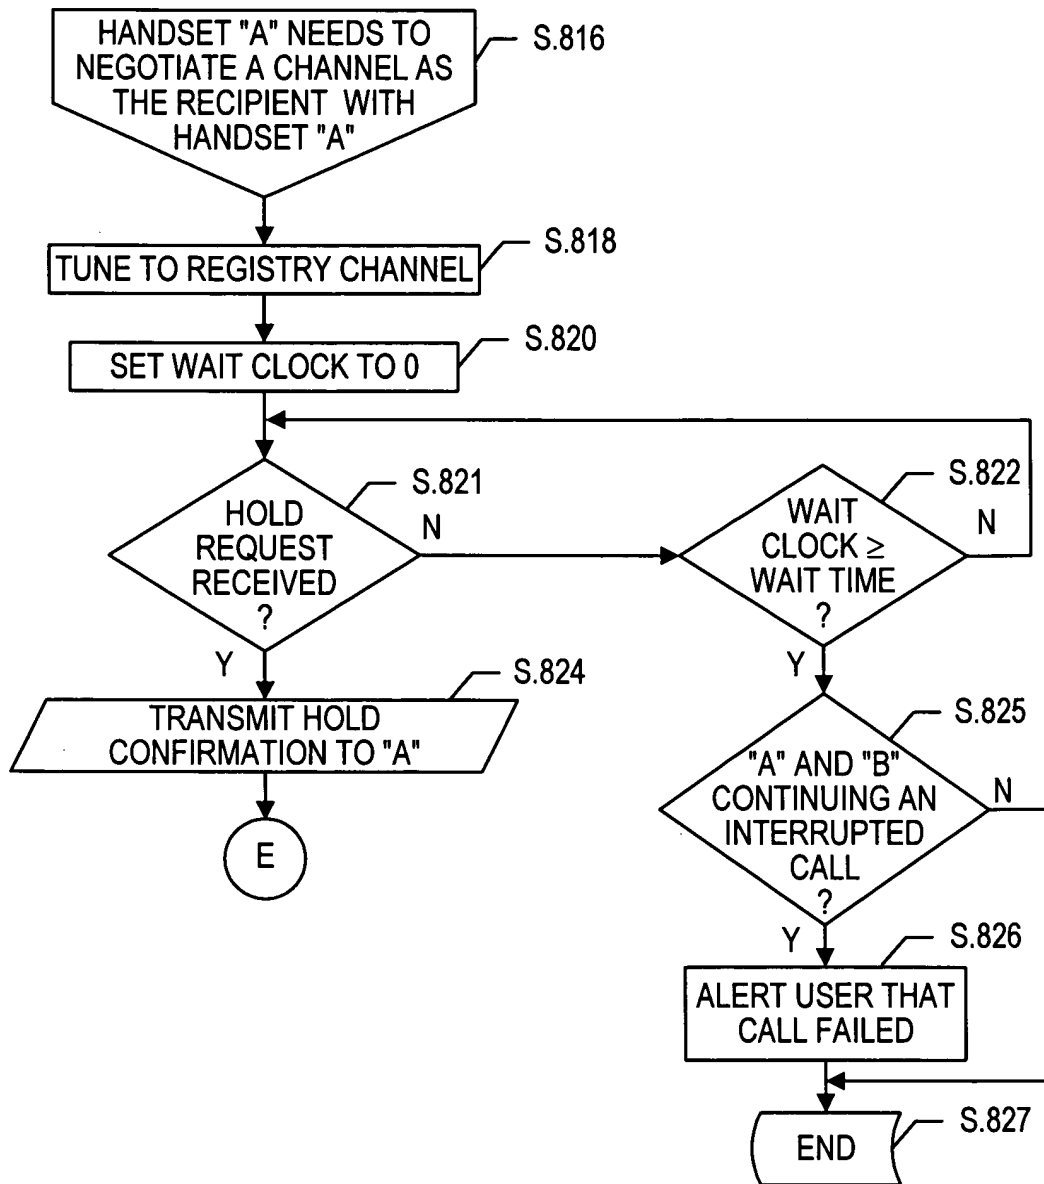 HANDSET "A" NEEDS TO
NEGOTIATE A CHANNEL AS
THE RECIPIENT WITH
HANDSET "A"
S.816
TUNE TO REGISTRY CHANNEL
S.818
SET WAIT CLOCK TO 0
S.820
HOLD
REQUEST
RECEIVED
?
S.821
N
Y
WAIT
CLOCK ≥
WAIT TIME
?
S.822
N
Y
TRANSMIT HOLD
CONFIRMATION TO "A"
S.824
E
"A" AND "B"
CONTINUING AN
INTERRUPTED
CALL
?
S.825
N
Y
ALERT USER THAT
CALL FAILED
S.826
END
S.827